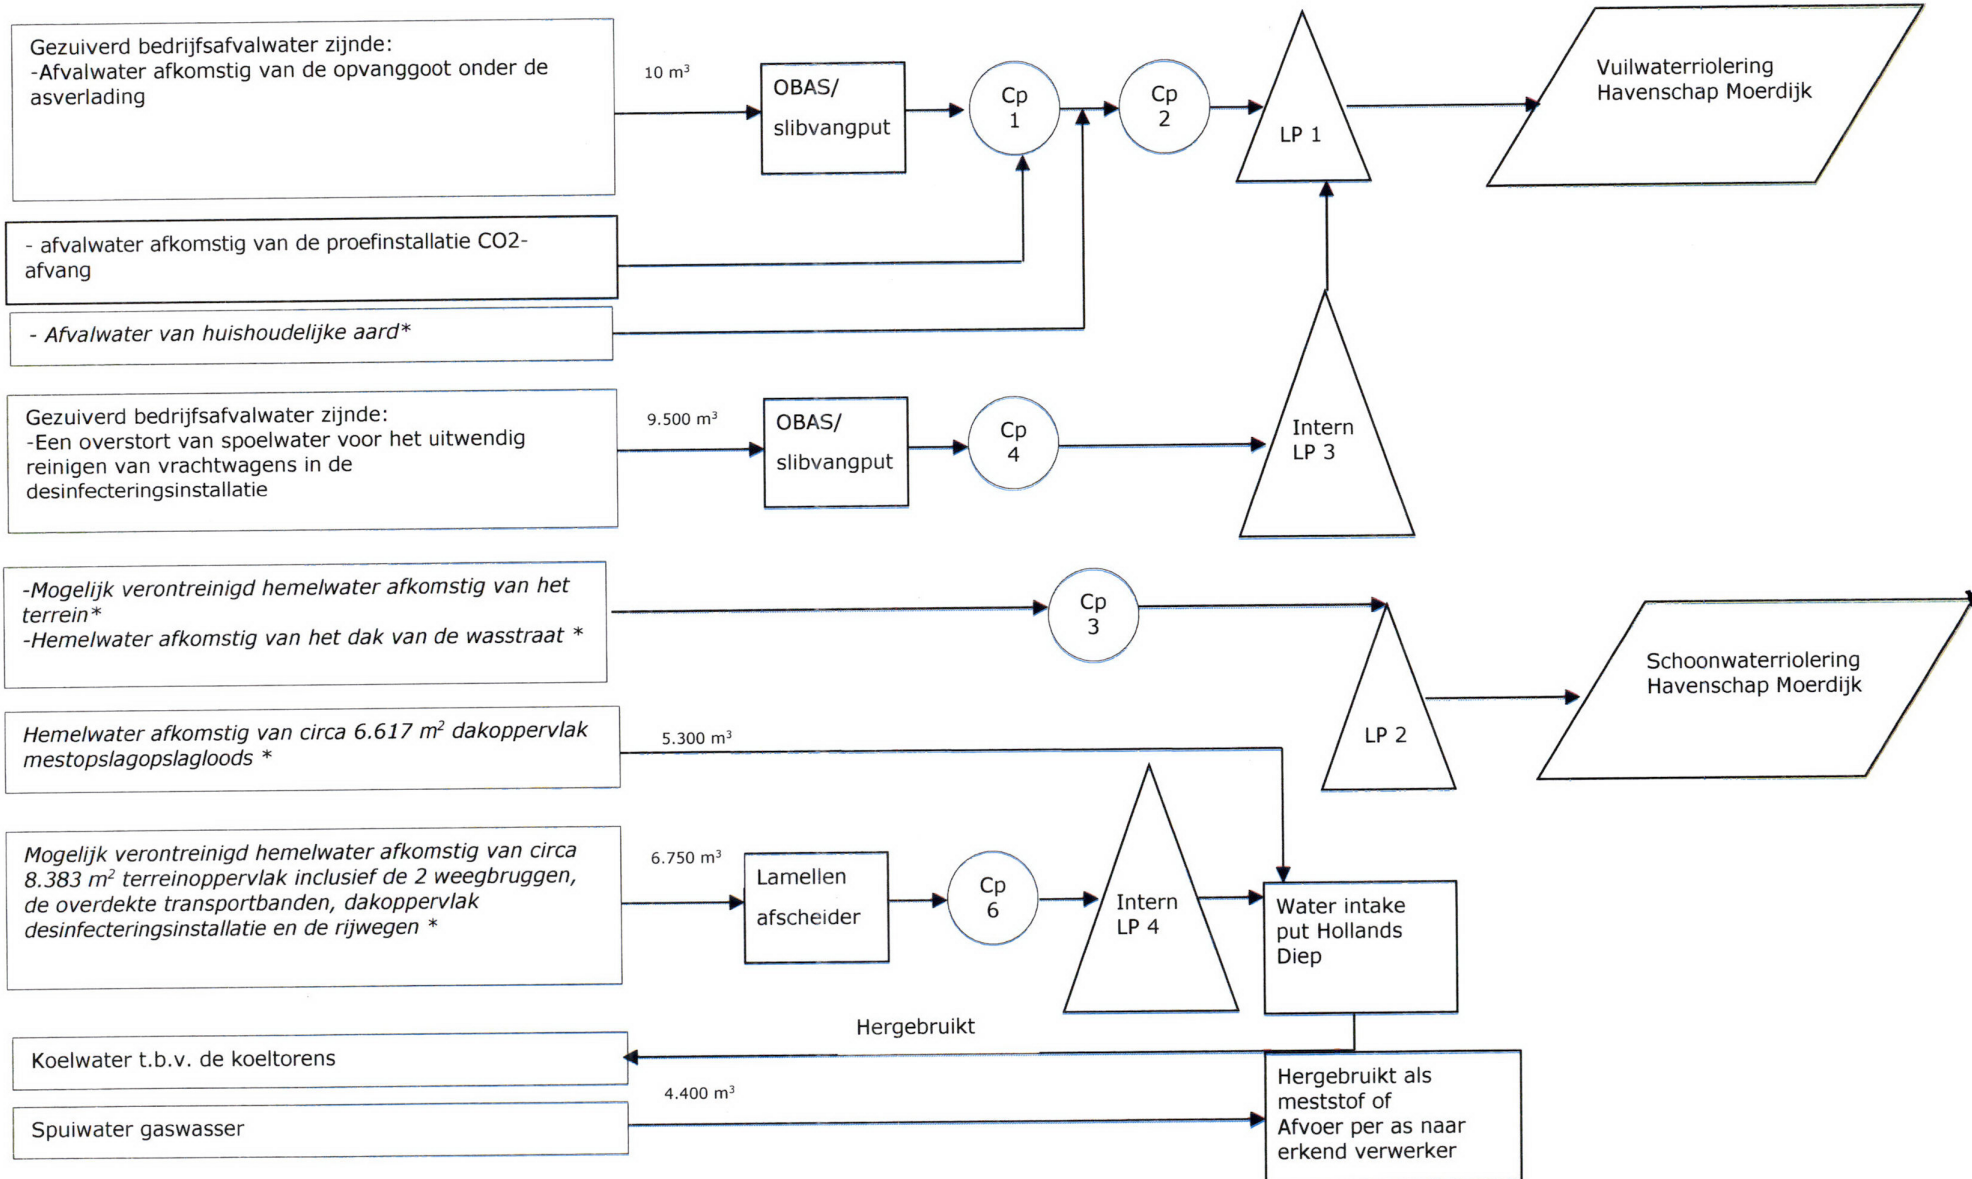 Gezuiverd bedrijfsafvalwater zijnde:
-Afvalwater afkomstig van de opvanggoot onder de
asverlading
10 m³
OBAS/
slibvangput
Cp
1
Cp
2
LP 1
Vuilwaterriolering
Havenschap Moerdijk
- afvalwater afkomstig van de proefinstallatie CO2-
afvang
- Afvalwater van huishoudelijke aard*
Gezuiverd bedrijfsafvalwater zijnde:
-Een overstort van spoelwater voor het uitwendig
reinigen van vrachtwagens in de
desinfecteringsinstallatie
9.500 m³
OBAS/
slibvangput
Cp
4
Intern
LP 3
-Mogelijk verontreinigd hemelwater afkomstig van het
terrein*
-Hemelwater afkomstig van het dak van de wasstraat *
Cp
3
LP 2
Schoonwaterriolering
Havenschap Moerdijk
Hemelwater afkomstig van circa 6.617 m² dakoppervlak
mestopslagopslagloods *
5.300 m³
Mogelijk verontreinigd hemelwater afkomstig van circa
8.383 m² terreinoppervlak inclusief de 2 weegbruggen,
de overdekte transportbanden, dakoppervlak
desinfecteringsinstallatie en de rijwegen *
6.750 m³
Lamellen
afscheider
Cp
6
Intern
LP 4
Water intake
put Hollands
Diep
Hergebruikt
Koelwater t.b.v. de koeltorens
4.400 m³
Spuiwater gaswasser
Hergebruikt als
meststof of
Afvoer per as naar
erkend verwerker